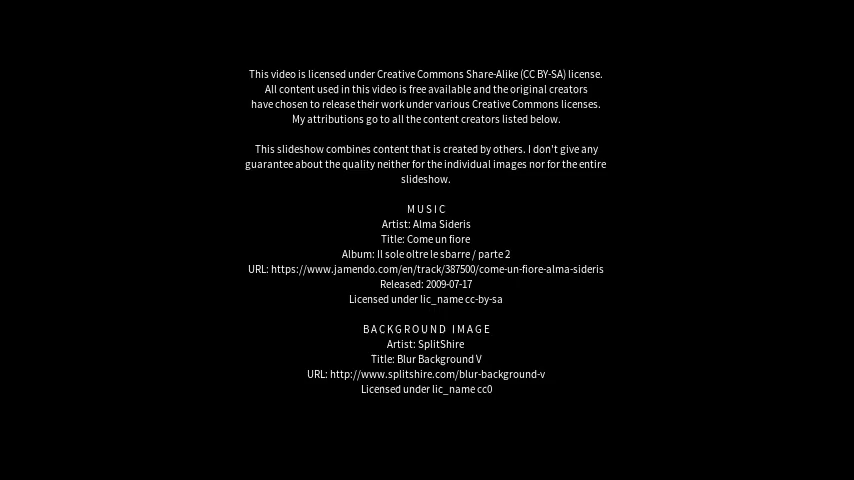 This video is licensed under Creative Commons Share-Alike (CC BY-SA) license.
All content used in this video is free available and the original creators
have chosen to release their work under various Creative Commons licenses.
My attributions go to all the content creators listed below.
This slideshow combines content that is created by others. I don't give any
guarantee about the quality neither for the individual images nor for the entire
slideshow.
MUSIC
Artist: Alma Sideris
Title: Come un fiore
Album: Il sole oltre le sbarre / parte 2
URL: https://www.jamendo.com/en/track/387500/come-un-fiore-alma-sideris
Released: 2009-07-17
Licensed under lic_name cc-by-sa
BACKGROUND IMAGE
Artist: SplitShire
Title: Blur Background V
URL: http://www.splitshire.com/blur-background-v
Licensed under lic_name cc0